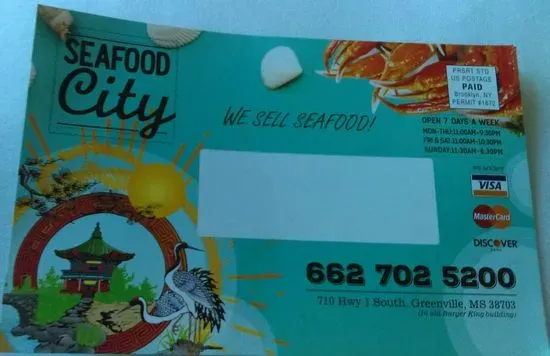 SEAFOOD
City
WE SELL SEAFOOD!
PRSRT STD
US POSTAGE
PAID
Brooklyn, NY
PERMIT #1672
OPEN 7 DAYS A WEEK
MON-THU:11:00AM-9:30PM
FRI & SAT:11:00AM-10:30PM
SUNDAY:11:30AM-8:30PM
WE ACCEPT
VISA
MasterCard
DISCOVER
662 702 5200
710 Hwy 1 South, Greenville, MS 38703
(In old Burger King building)